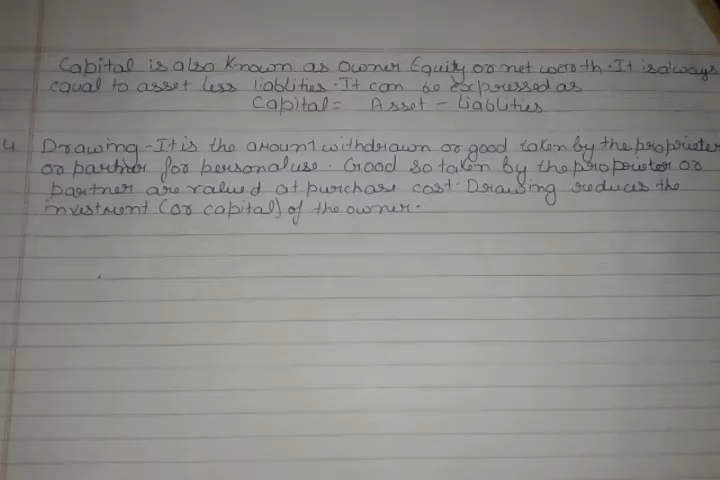 Capital is also known as owner Equity or net worth. It is always
equal to asset less liablities. It can be expressed as
Capital = Asset - Liablities
4 Drawing - It is the amount withdrawn or good taken by the proprieter
or partner for personal use. Good so taken by the proprietor or
partner are valued at purchase cost. Drawing reduces the
investment (or capital) of the owner.